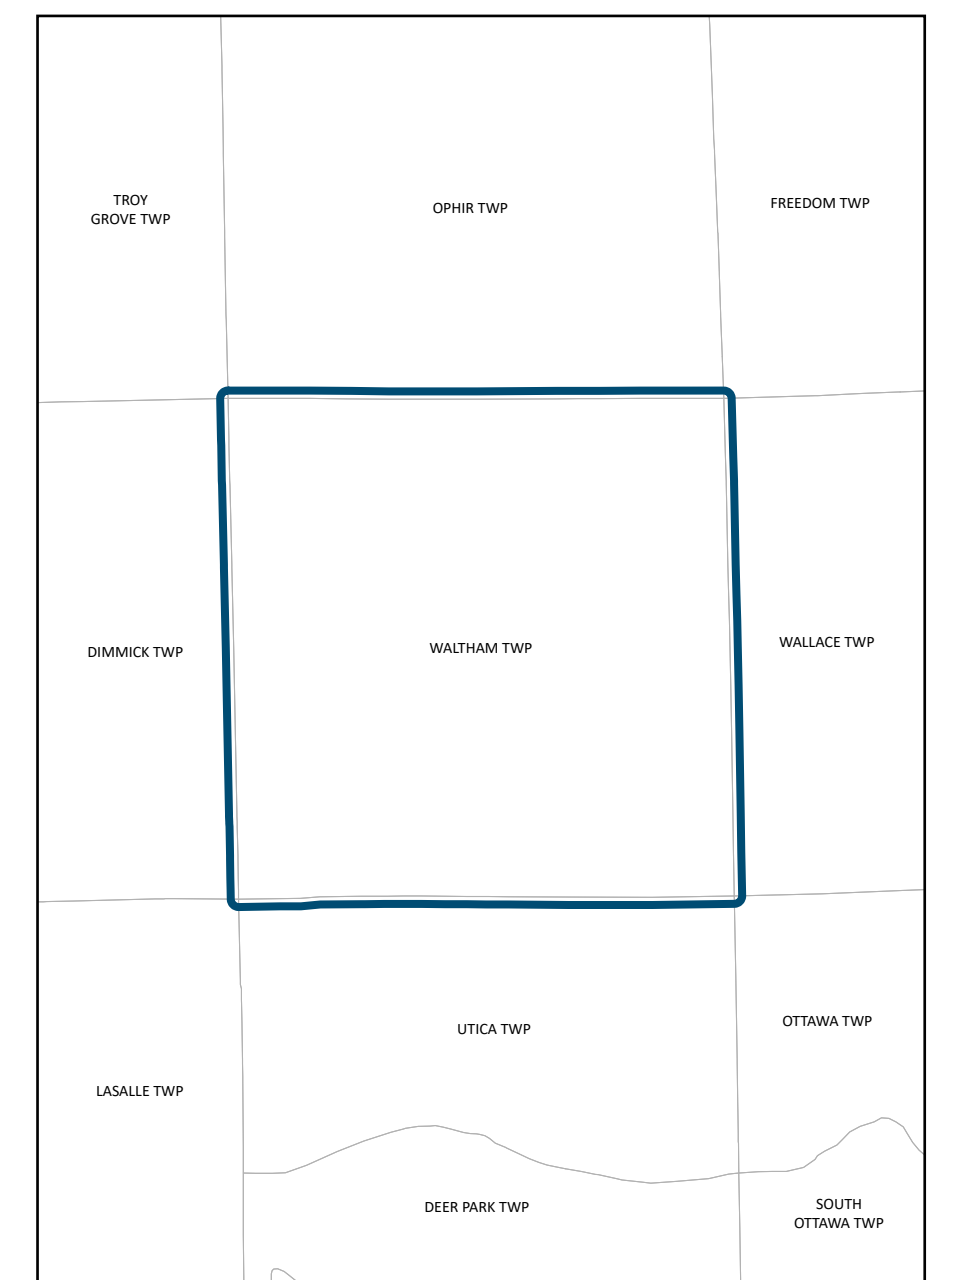 TROY
GROVE TWP
OPHIR TWP
FREEDOM TWP
DIMMICK TWP
WALTHAM TWP
WALLACE TWP
UTICA TWP
OTTAWA TWP
LASALLE TWP
DEER PARK TWP
SOUTH
OTTAWA TWP